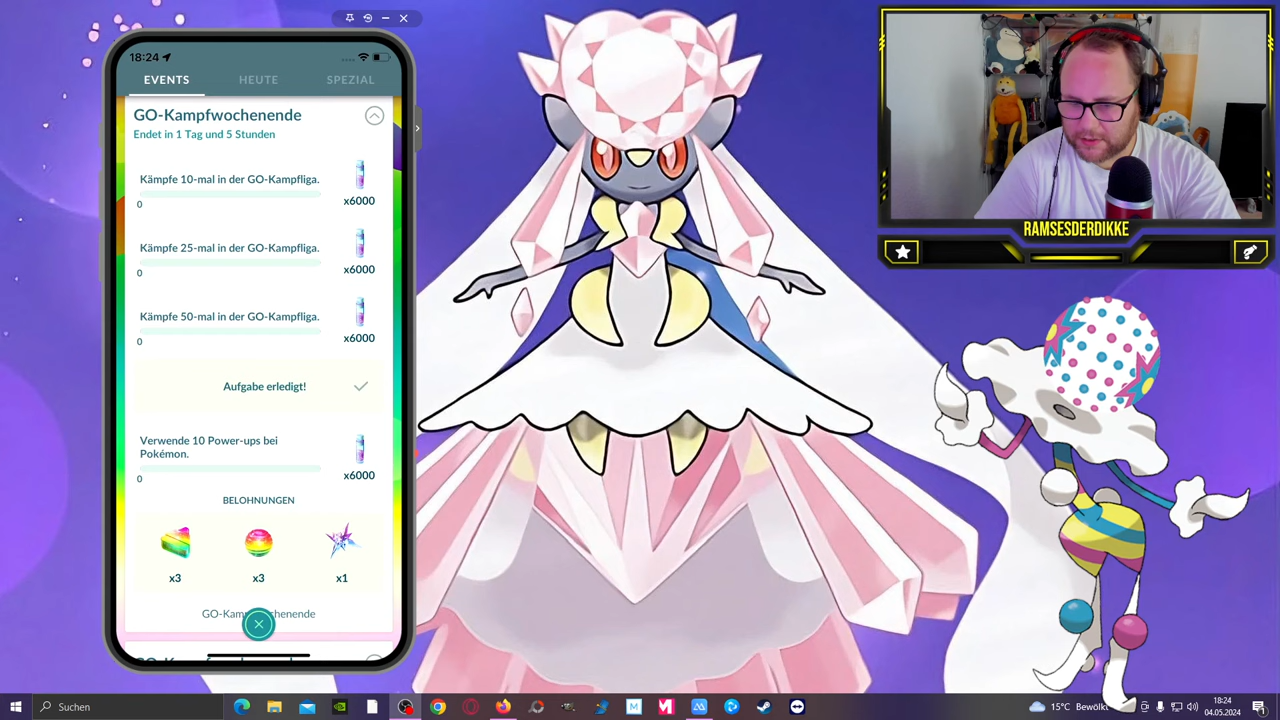 18:24
EVENTS HEUTE SPEZIAL
GO-Kampfwochenende
Endet in 1 Tag und 5 Stunden
Kämpfe 10-mal in der GO-Kampfliga.
0
x6000
Kämpfe 25-mal in der GO-Kampfliga.
0
x6000
Kämpfe 50-mal in der GO-Kampfliga.
0
x6000
Aufgabe erledigt!
Verwende 10 Power-ups bei
Pokémon.
0
x6000
BELOHNUNGEN
x3 x3 x1
RAMSESDERDIKKE
Suchen
15°C
18:24
04.05.2024